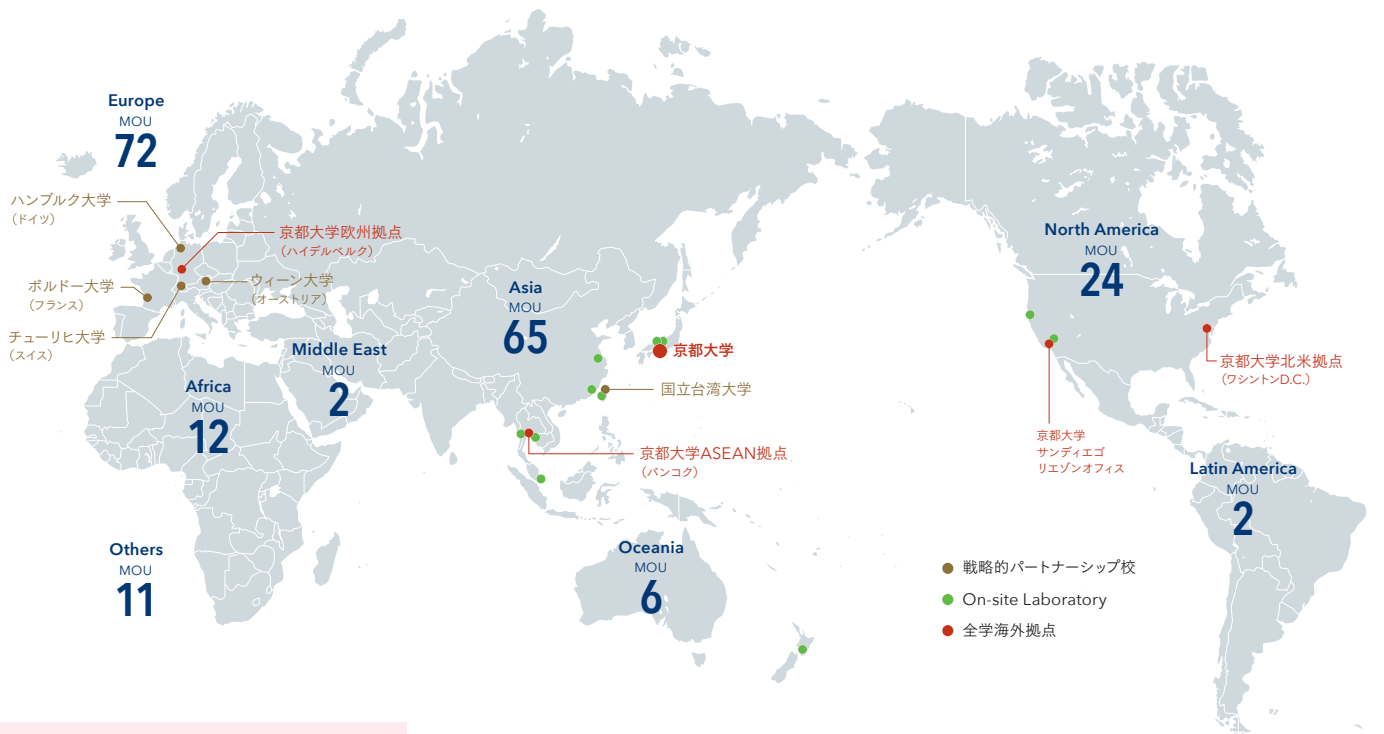 Europe
MOU
72
ハンブルク大学
（ドイツ）
京都大学欧州拠点
（ハイデルベルク）
ボルドー大学
（フランス）
ウィーン大学
（オーストリア）
チューリヒ大学
（スイス）
Middle East
MOU
2
Africa
MOU
12
Others
MOU
11
Asia
MOU
65
京都大学
国立台湾大学
京都大学ASEAN拠点
（バンコク）
Oceania
MOU
6
North America
MOU
24
京都大学北米拠点
（ワシントンD.C.）
京都大学
サンディエゴ
リエゾンオフィス
Latin America
MOU
2
戦略的パートナーシップ校
On-site Laboratory
全学海外拠点